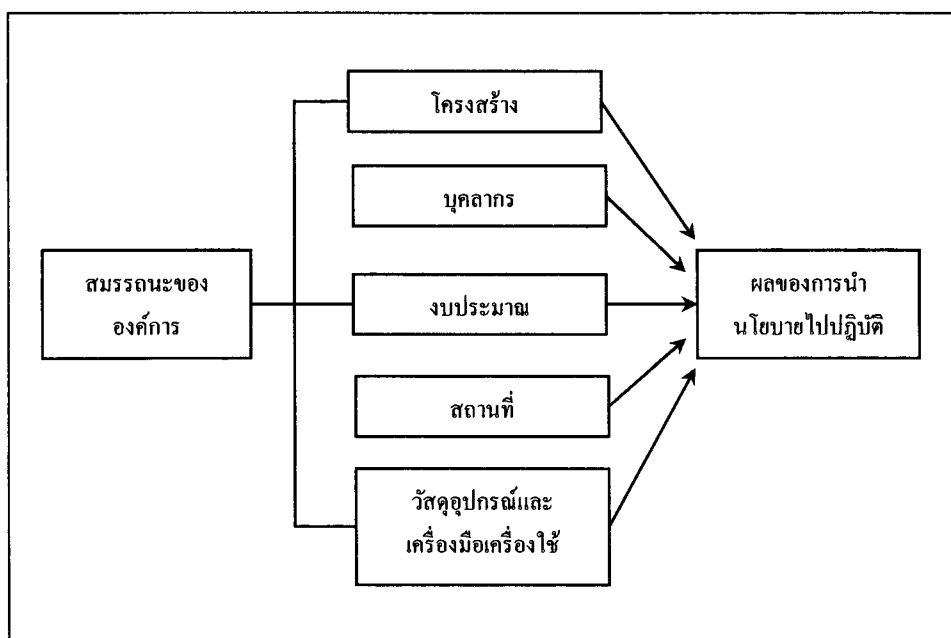 โครงสร้าง
บุคลากร
สมรรถนะของ
องค์การ
งบประมาณ
ผลของการนำ
นโยบายไปปฏิบัติ
สถานที่
วัสดุอุปกรณ์และ
เครื่องมือเครื่องใช้